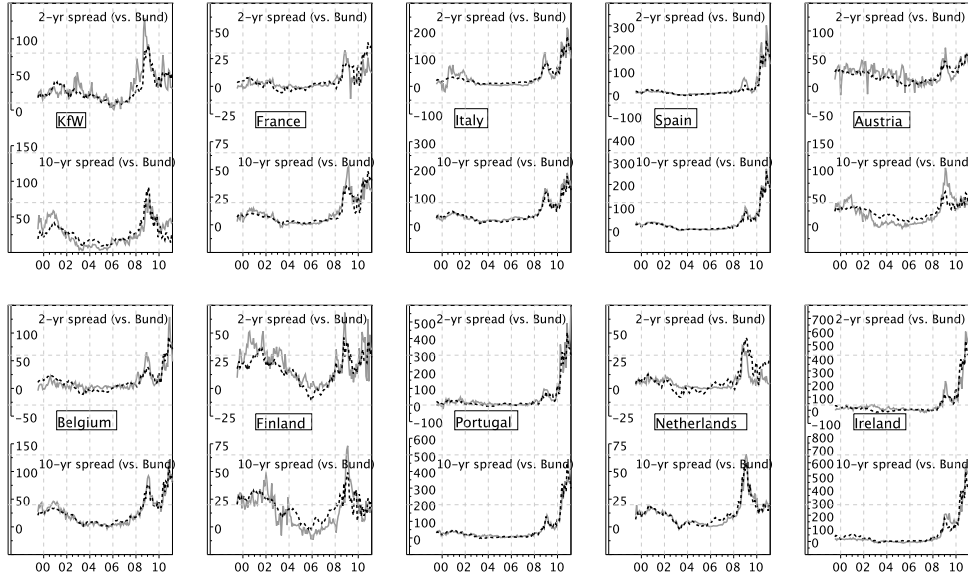 2-yr spread (vs. Bund)
100
50
0
KfW
150
10-yr spread (vs. Bund)
100
50
00 02 04 06 08 10
2-yr spread (vs. Bund)
50
25
0
-25
France
75
10-yr spread (vs. Bund)
50
25
0
00 02 04 06 08 10
2-yr spread (vs. Bund)
200
100
0
-100
Italy
300
10-yr spread (vs. Bund)
200
100
0
00 02 04 06 08 10
2-yr spread (vs. Bund)
300
200
100
0
-100
Spain
400
300
10-yr spread (vs. Bund)
200
100
0
00 02 04 06 08 10
2-yr spread (vs. Bund)
100
50
0
-50
Austria
150
10-yr spread (vs. Bund)
100
50
0
00 02 04 06 08 10
2-yr spread (vs. Bund)
100
50
0
-50
Belgium
150
10-yr spread (vs. Bund)
100
50
0
00 02 04 06 08 10
2-yr spread (vs. Bund)
50
25
0
-25
Finland
75
10-yr spread (vs. Bund)
50
25
0
00 02 04 06 08 10
2-yr spread (vs. Bund)
500
400
300
200
100
0
-100
Portugal
600
500
10-yr spread (vs. Bund)
400
300
200
100
0
00 02 04 06 08 10
2-yr spread (vs. Bund)
50
25
0
-25
Netherlands
75
10-yr spread (vs. Bund)
50
25
0
00 02 04 06 08 10
700
2-yr spread (vs. Bund)
600
500
400
300
200
100
0
-100
Ireland
800
700
10-yr spread (vs. Bund)
600
500
400
300
200
100
0
00 02 04 06 08 10